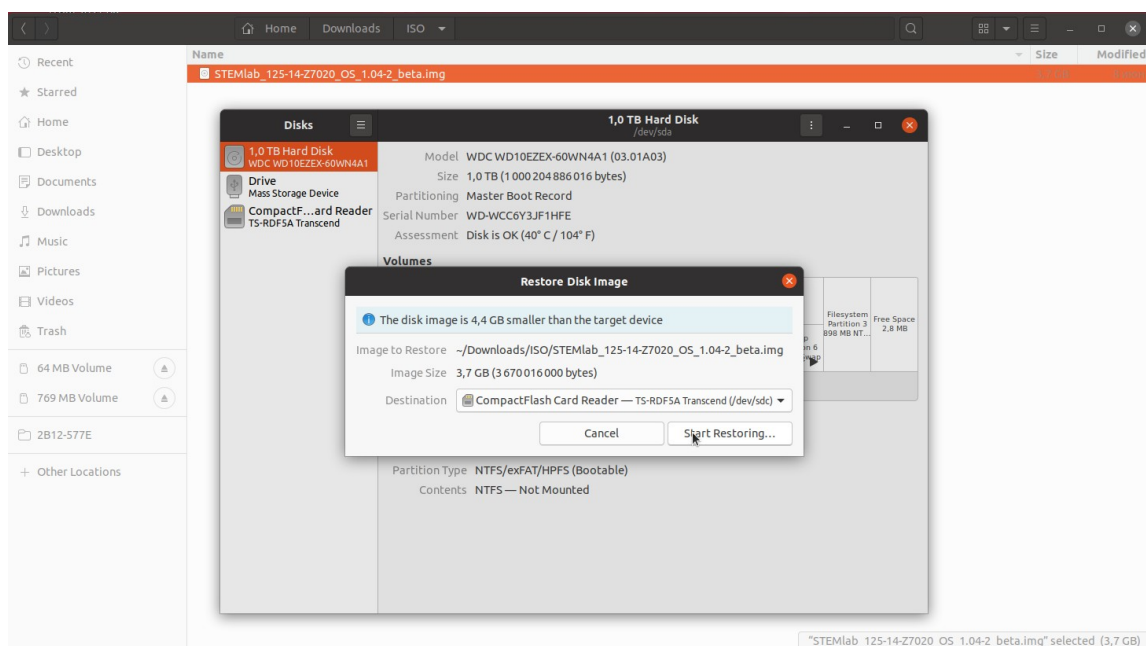 Home Downloads ISO
Name Size Modified
Recent
STEMlab_125-14-Z7020_OS_1.04-2_beta.img
Starred
Home
Desktop
Documents
Downloads
Music
Pictures
Videos
Trash
64 MB Volume
769 MB Volume
2B12-577E
+ Other Locations
Disks
1,0 TB Hard Disk
/dev/sda
1,0 TB Hard Disk
WDC WD10EZEX-60WN4A1
Drive
Mass Storage Device
CompactF...ard Reader
TS-RDF5A Transcend
Model WDC WD10EZEX-60WN4A1 (03.01A03)
Size 1,0 TB (1 000 204 886 016 bytes)
Partitioning Master Boot Record
Serial Number WD-WCC6Y3JF1HFE
Assessment Disk is OK (40° C / 104° F)
Volumes
Filesystem
Partition 3
898 MB NT...
Free Space
2,8 MB
Restore Disk Image
The disk image is 4,4 GB smaller than the target device
Image to Restore ~/Downloads/ISO/STEMlab_125-14-Z7020_OS_1.04-2_beta.img
Image Size 3,7 GB (3 670 016 000 bytes)
Destination CompactFlash Card Reader — TS-RDF5A Transcend (/dev/sdc)
Cancel Start Restoring...
Partition Type NTFS/exFAT/HPFS (Bootable)
Contents NTFS — Not Mounted
"STEMlab_125-14-Z7020_OS_1.04-2_beta.img" selected (3,7 GB)